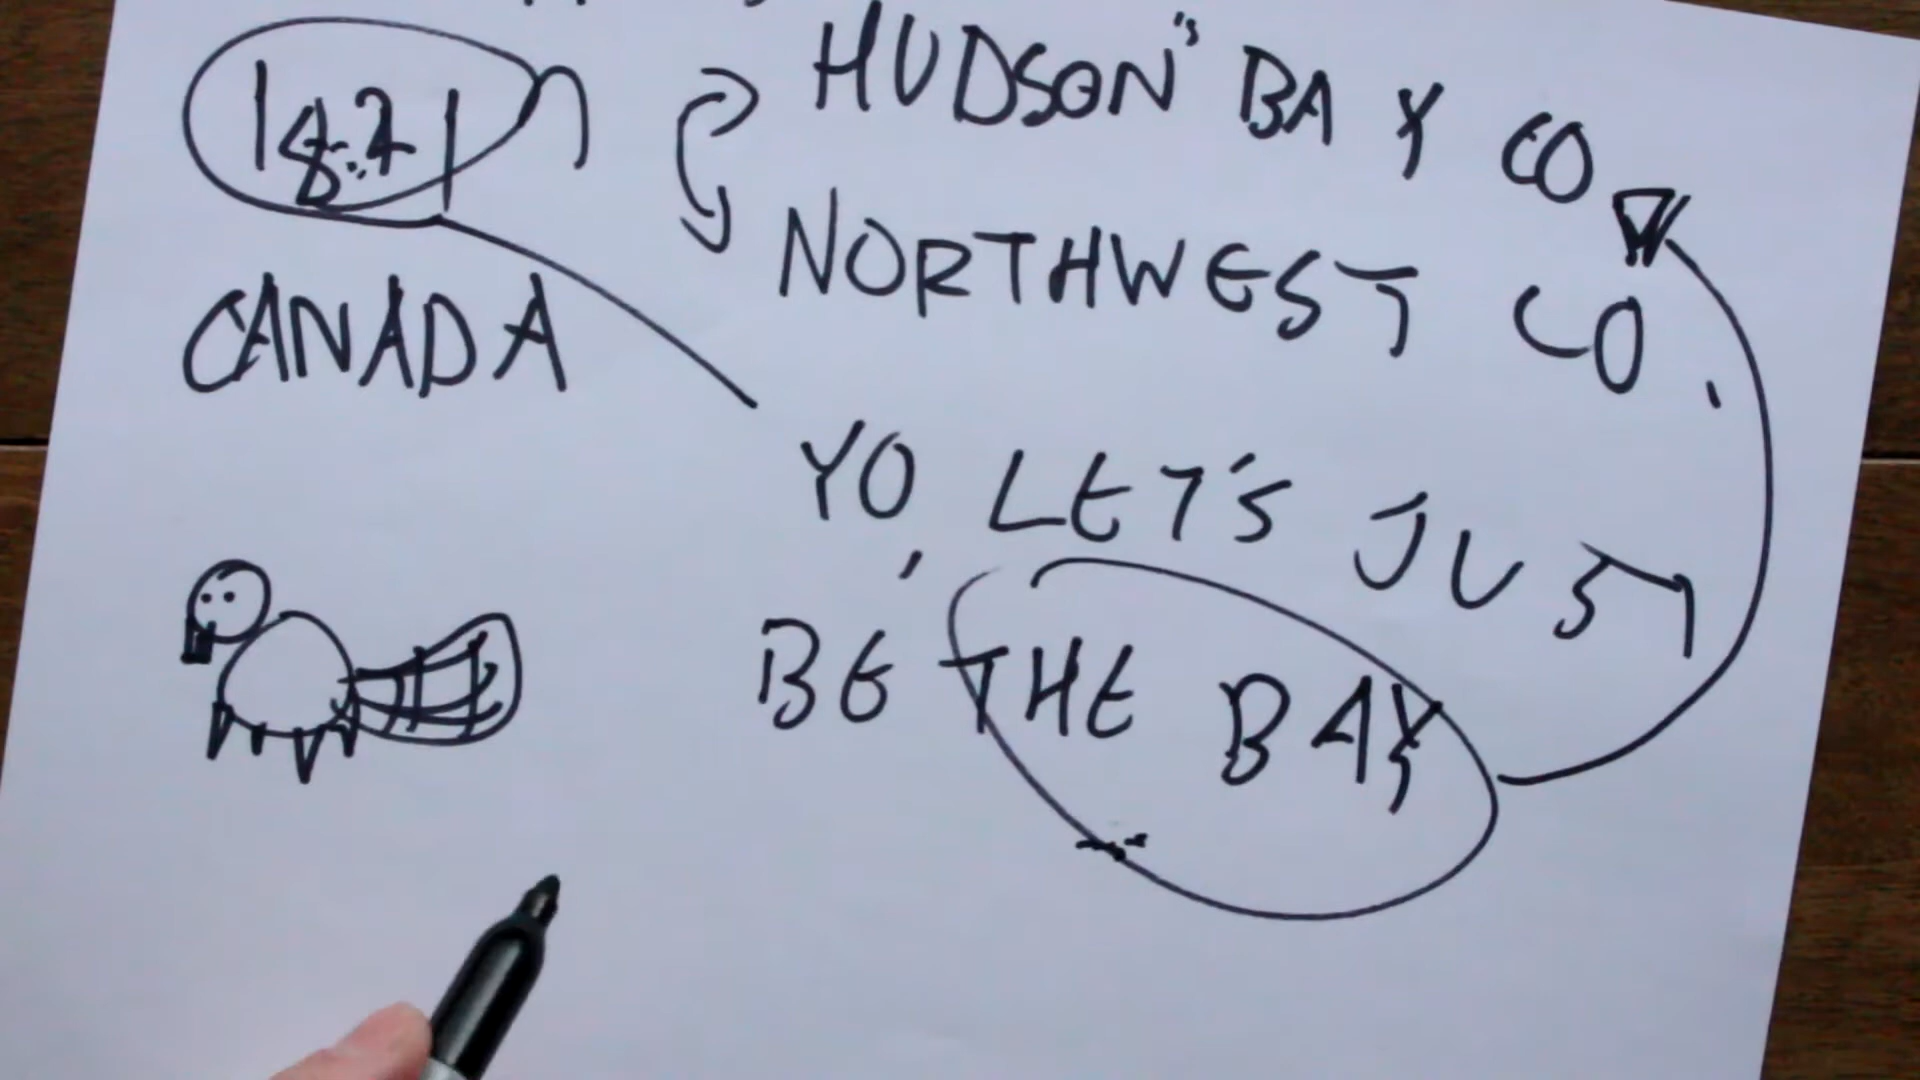 1821
CANADA
HUDSON'S BAY CO
NORTHWEST CO.
YO, LET'S JUST
BE THE BAY